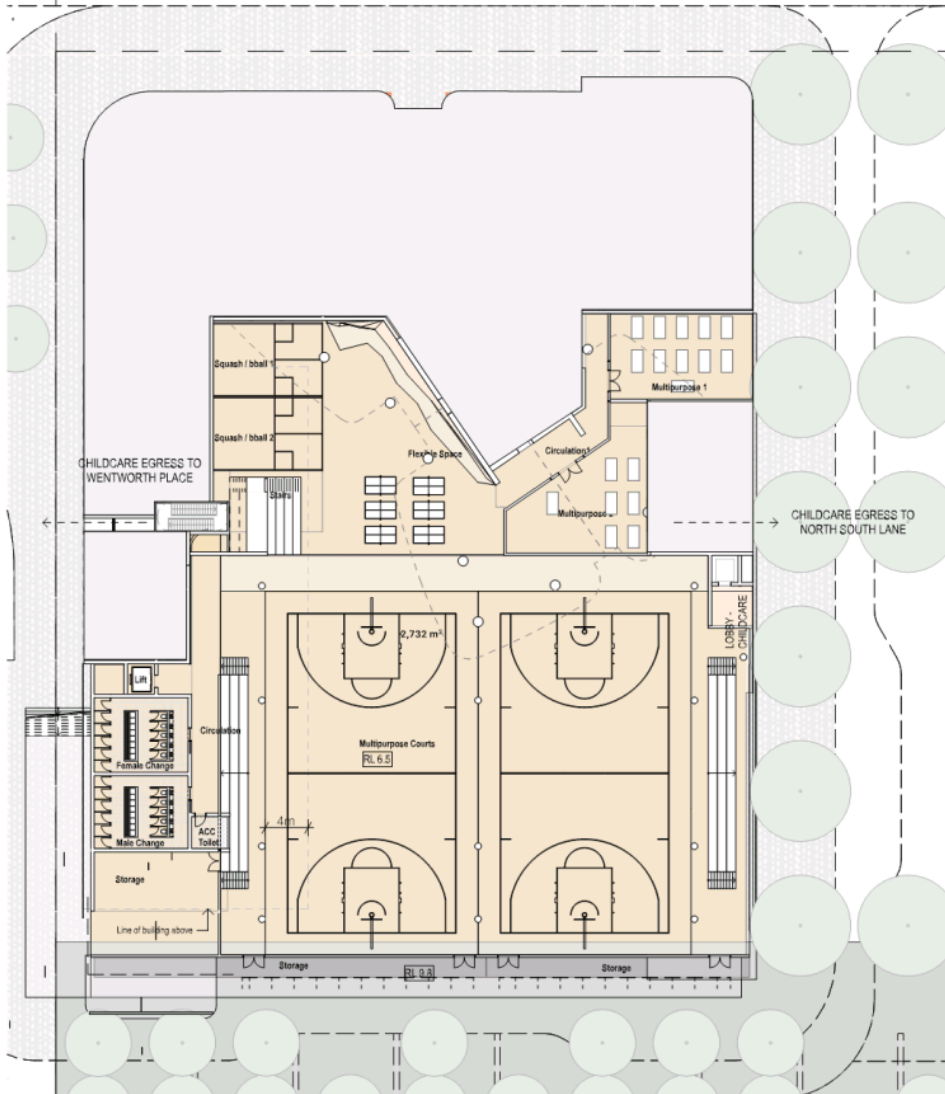 Squash / bball 1
Multipurpose 1
Squash / bball 2
Flexible Space
Circulation1
CHILDCARE EGRESS TO
WENTWORTH PLACE
Stairs
Multipurpose
CHILDCARE EGRESS TO
NORTH SOUTH LANE
LOBBY -
CHILDCARE
2,732 m²
Lift
Circulation
Multipurpose Courts
RL 6.5
Female Change
4m
ACC
Toilet
Male Change
Storage
Line of building above
Storage
RL 9.8
Storage